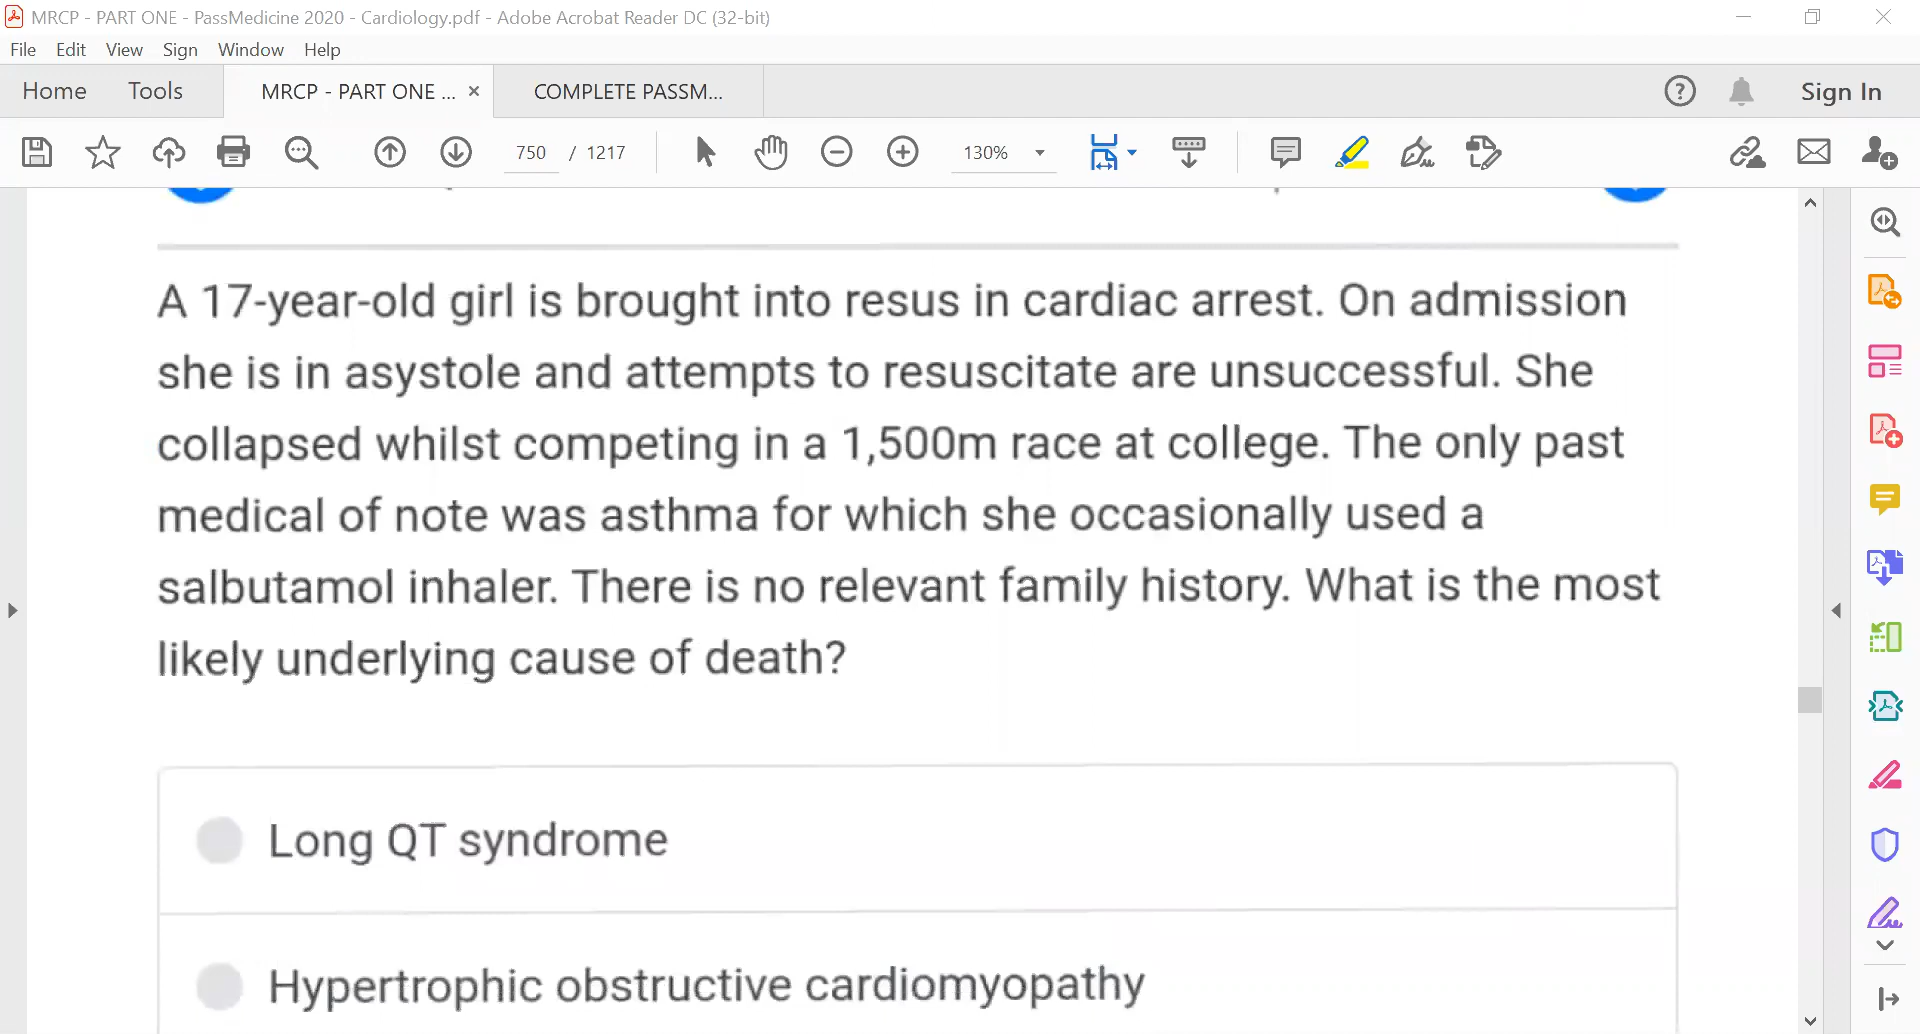 MRCP - PART ONE - PassMedicine 2020 - Cardiology.pdf - Adobe Acrobat Reader DC (32-bit)
File Edit View Sign Window Help
Home Tools MRCP - PART ONE ... × COMPLETE PASSM... Sign In
750 / 1217 130%
A 17-year-old girl is brought into resus in cardiac arrest. On admission
she is in asystole and attempts to resuscitate are unsuccessful. She
collapsed whilst competing in a 1,500m race at college. The only past
medical of note was asthma for which she occasionally used a
salbutamol inhaler. There is no relevant family history. What is the most
likely underlying cause of death?
Long QT syndrome
Hypertrophic obstructive cardiomyopathy